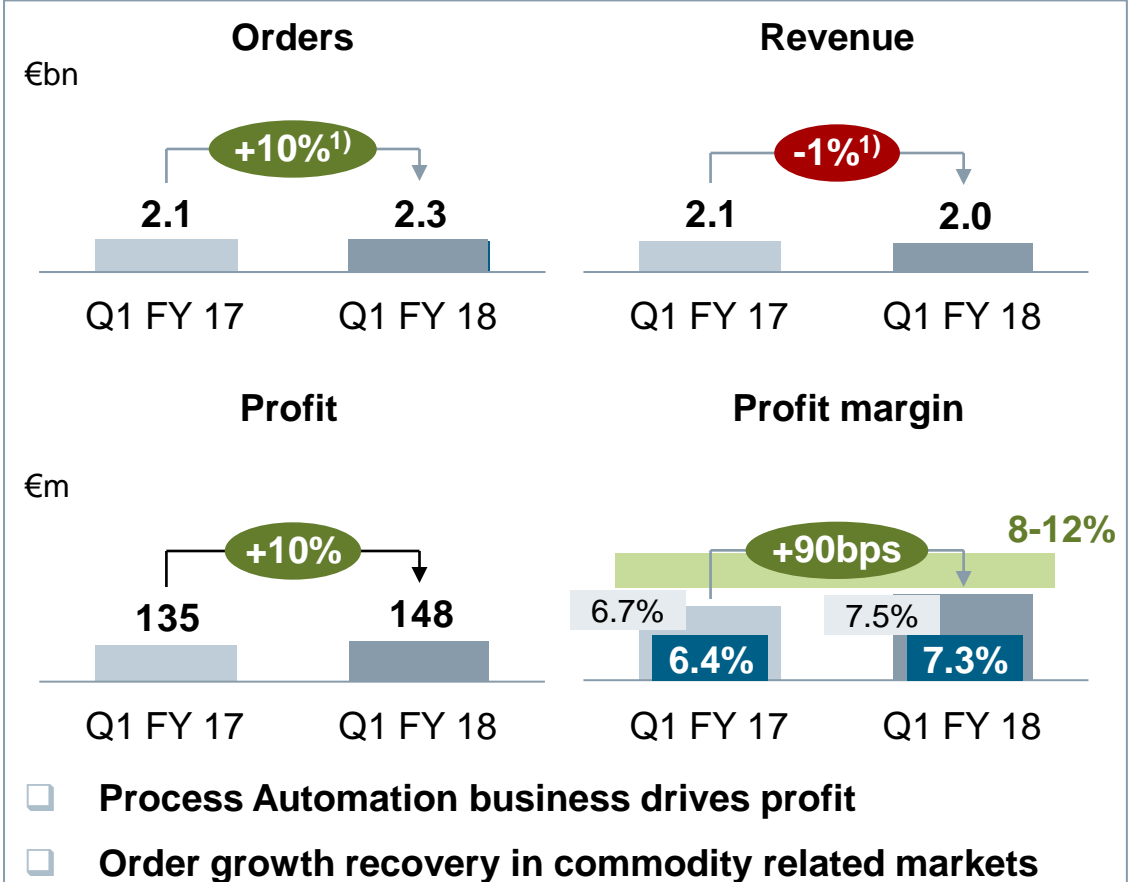 Orders
€bn
+10%1)
2.1
2.3
Q1 FY 17
Q1 FY 18
Revenue
-1%1)
2.1
2.0
Q1 FY 17
Q1 FY 18
Profit
€m
+10%
135
148
Q1 FY 17
Q1 FY 18
Profit margin
8-12%
+90bps
6.7%
7.5%
6.4%
7.3%
Q1 FY 17
Q1 FY 18
Process Automation business drives profit
Order growth recovery in commodity related markets